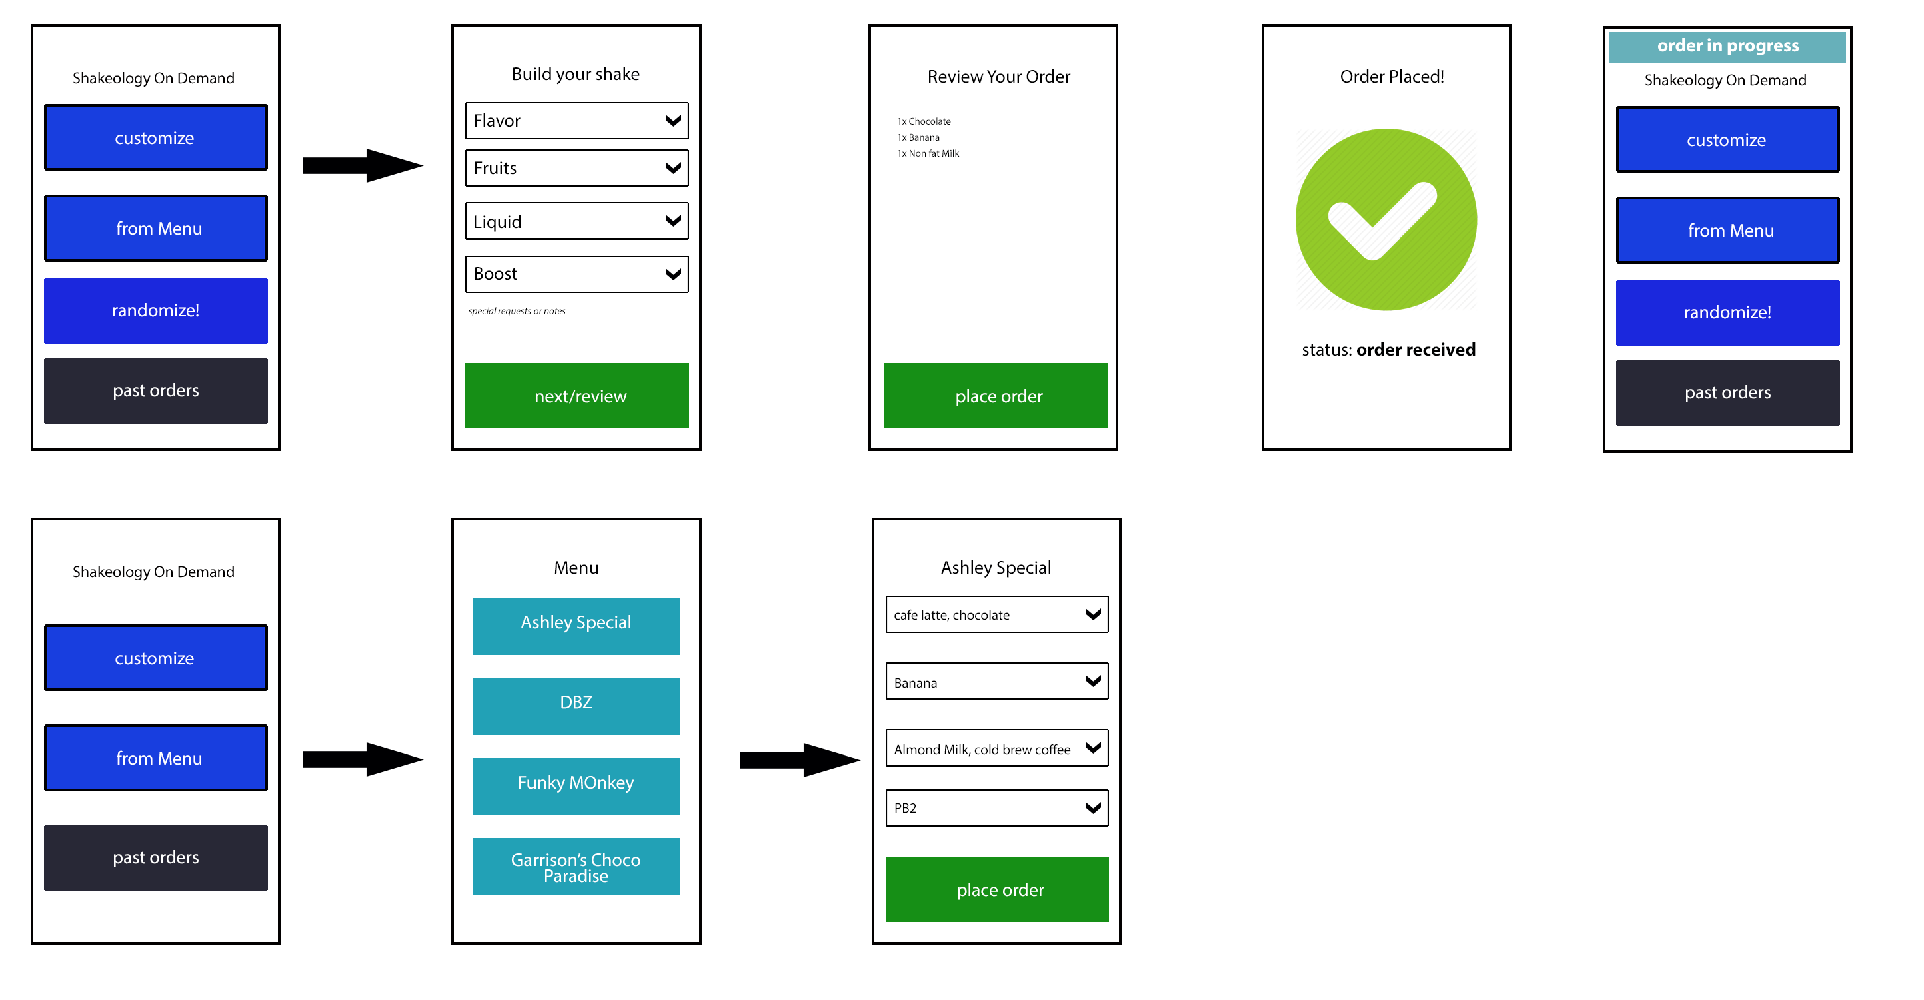 Shakeology On Demand
customize
from Menu
randomize!
past orders
Build your shake
Flavor
Fruits
Liquid
Boost
special requests or notes
next/review
Review Your Order
1x Chocolate
1x Banana
1x Non fat Milk
place order
Order Placed!
status: order received
order in progress
Shakeology On Demand
customize
from Menu
randomize!
past orders
Shakeology On Demand
customize
from Menu
past orders
Menu
Ashley Special
DBZ
Funky MOnkey
Garrison's Choco
Paradise
Ashley Special
cafe latte, chocolate
Banana
Almond Milk, cold brew coffee
PB2
place order